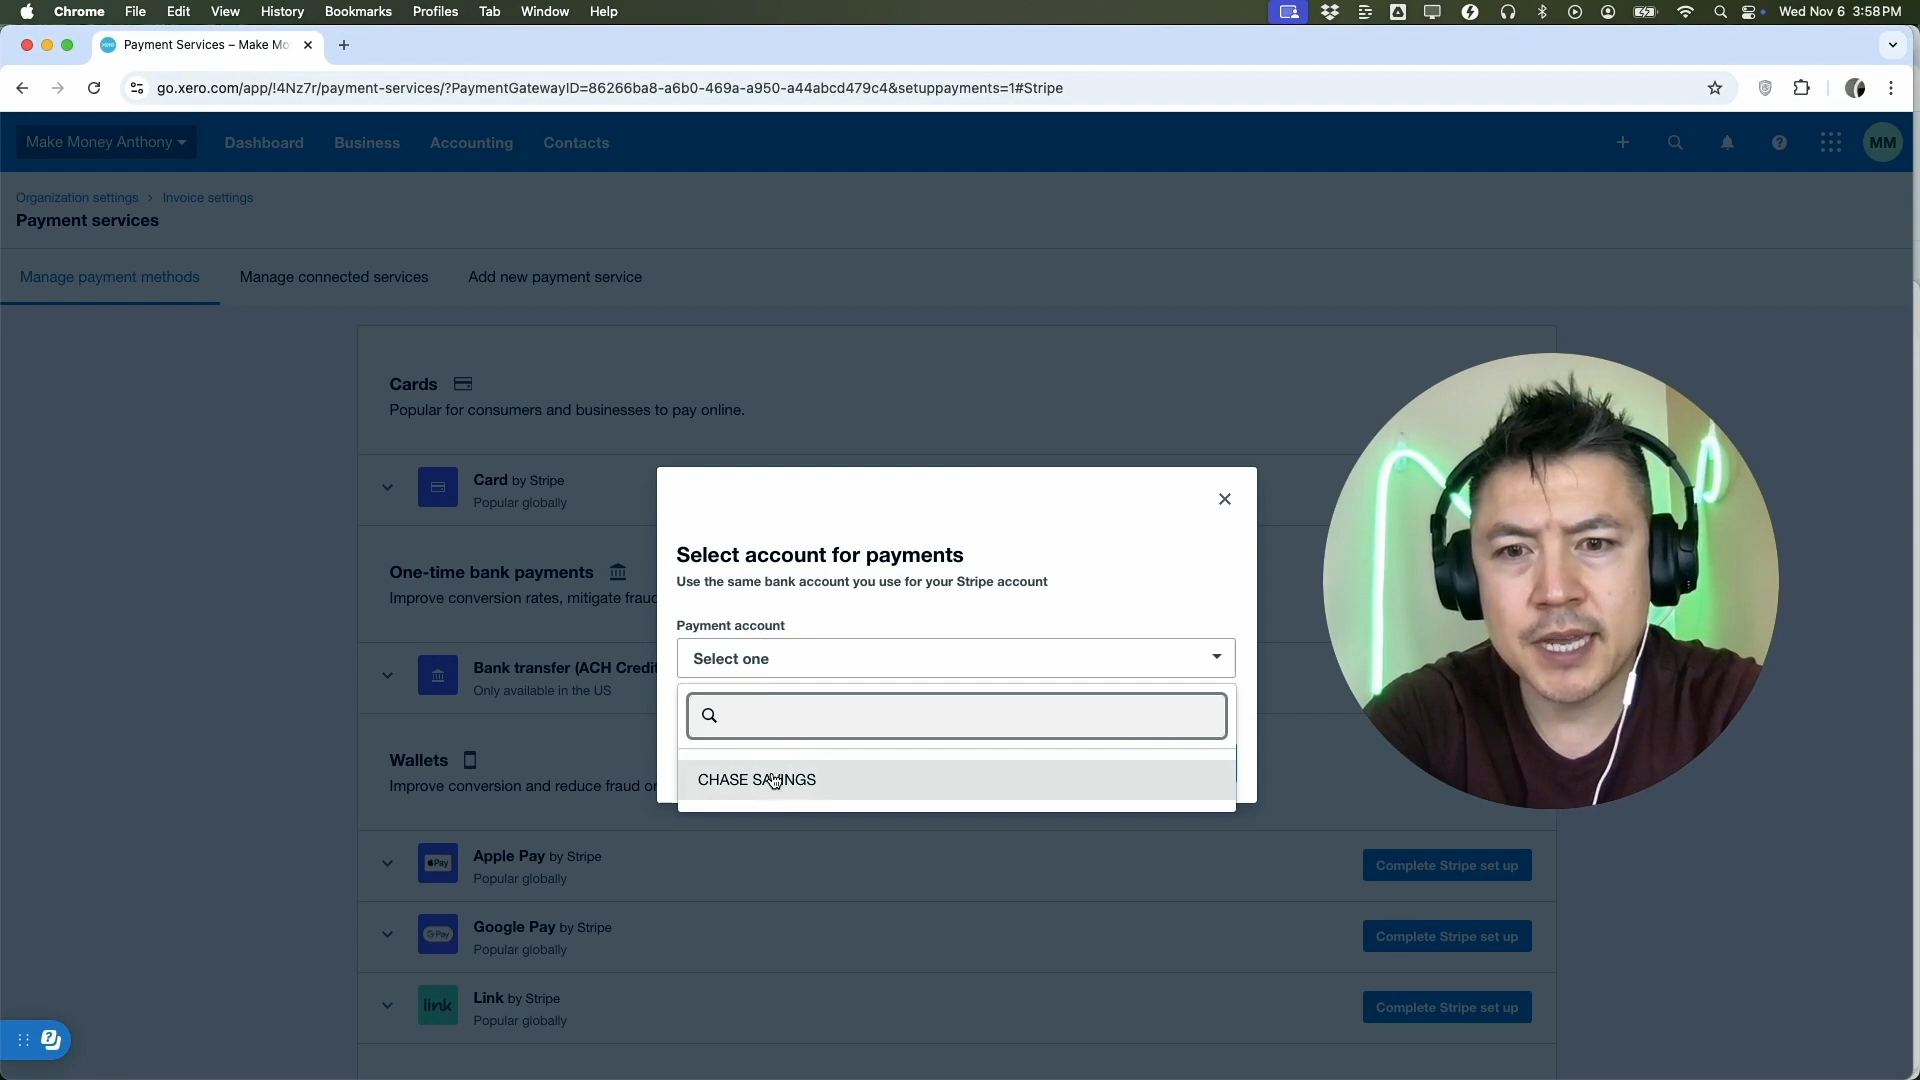 Chrome File Edit View History Bookmarks Profiles Tab Window Help Wed Nov 6 3:58 PM
Payment Services – Make Mo
go.xero.com/app/!4Nz7r/payment-services/?PaymentGatewayID=86266ba8-a6b0-469a-a950-a44abcd479c4&setuppayments=1#Stripe
Make Money Anthony Dashboard Business Accounting Contacts MM
Organization settings › Invoice settings
Payment services
Manage payment methods Manage connected services Add new payment service
Cards
Popular for consumers and businesses to pay online.
Card by Stripe
Popular globally
One-time bank payments
Improve conversion rates, mitigate fraud
Bank transfer (ACH Credit
Only available in the US
Wallets
Improve conversion and reduce fraud
Select account for payments
Use the same bank account you use for your Stripe account
Payment account
Select one
CHASE SAVINGS
Pay
Apple Pay by Stripe
Popular globally
Complete Stripe set up
G Pay
Google Pay by Stripe
Popular globally
Complete Stripe set up
link
Link by Stripe
Popular globally
Complete Stripe set up